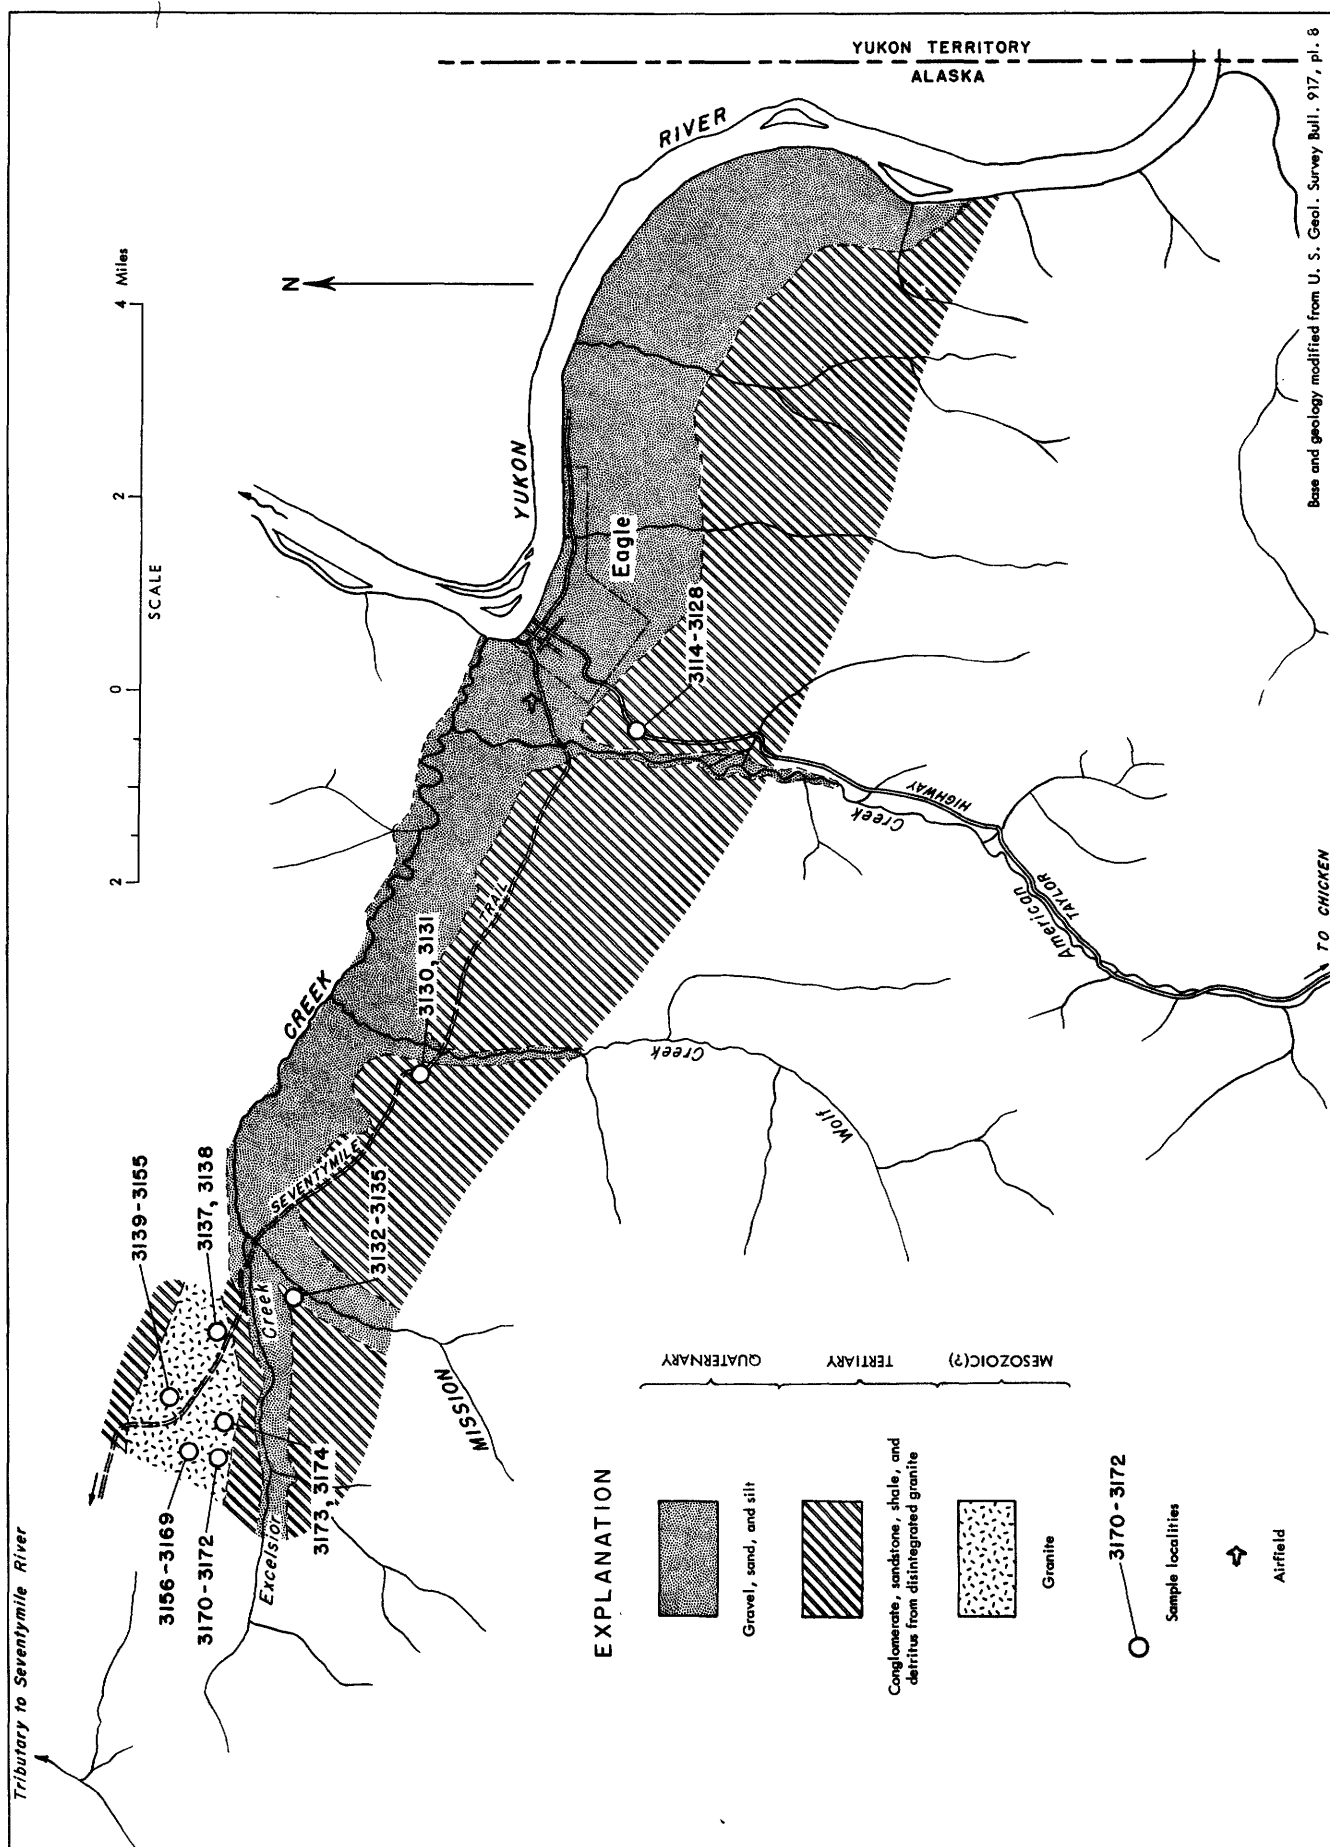 YUKON TERRITORY
ALASKA
Tributary to Seventymile River
SCALE
2 0 2 4 Miles
N
YUKON
RIVER
Eagle
3114-3128
3130, 3131
3132-3135
3137, 3138
3139-3155
3156-3169
3170-3172
3173, 3174
Excelsior
Creek
MISSION
CREEK
SEVENTYMILE
TRAIL
Wolf
Creek
American
Creek
TAYLOR
HIGHWAY
TO CHICKEN
EXPLANATION
Gravel, sand, and silt
QUATERNARY
Conglomerate, sandstone, shale, and
detritus from disintegrated granite
TERTIARY
Granite
MESOZOIC(?)
3170-3172
Sample localities
Airfield
Base and geology modified from U. S. Geol. Survey Bull. 917, pl. 8